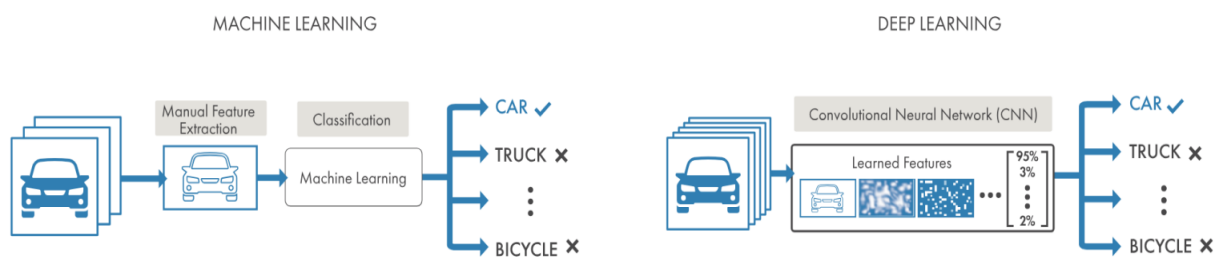 MACHINE LEARNING
Manual Feature
Extraction
Classification
Machine Learning
CAR
TRUCK
BICYCLE
DEEP LEARNING
Convolutional Neural Network (CNN)
Learned Features
95%
3%
2%
CAR
TRUCK
BICYCLE